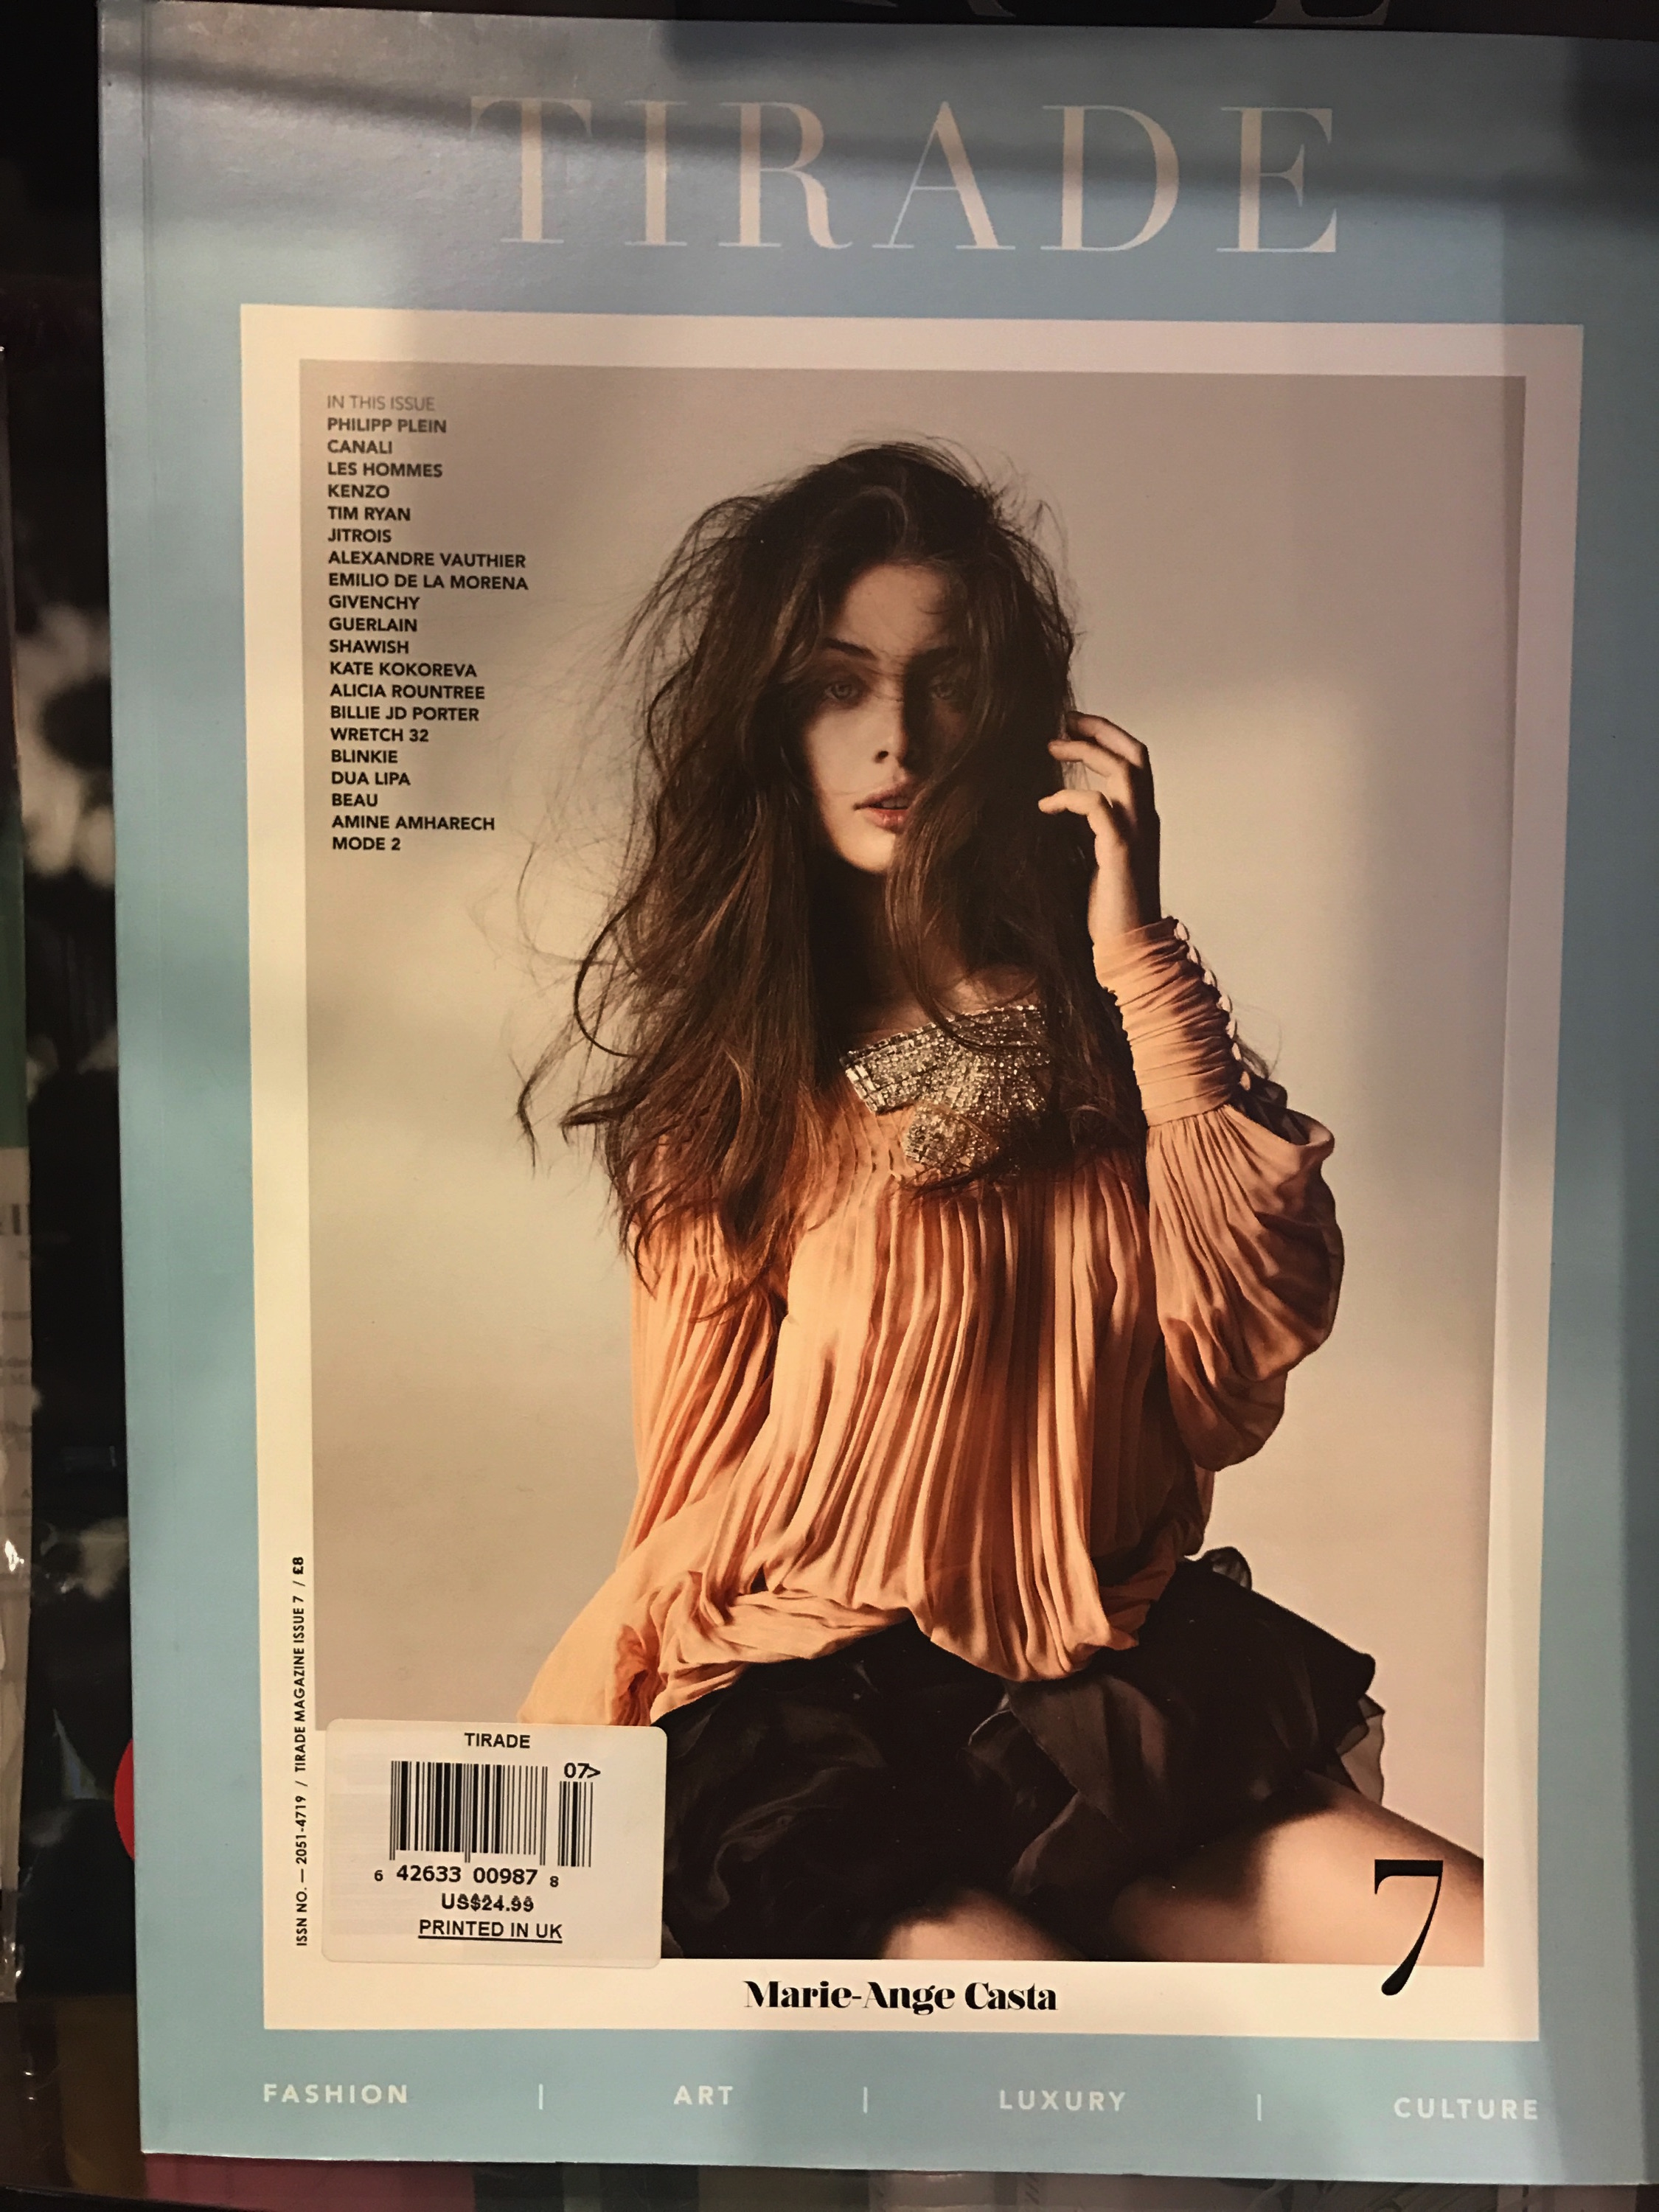 TIRADE
IN THIS ISSUE
PHILIPP PLEIN
CANALI
LES HOMMES
KENZO
TIM RYAN
JITROIS
ALEXANDRE VAUTHIER
EMILIO DE LA MORENA
GIVENCHY
GUERLAIN
SHAWISH
KATE KOKOREVA
ALICIA ROUNTREE
BILLIE JD PORTER
WRETCH 32
BLINKIE
DUA LIPA
BEAU
AMINE AMHARECH
MODE 2
ISSN NO. — 2051-4719 / TIRADE MAGAZINE ISSUE 7 / £8
TIRADE
07>
6 42633 00987 8
US$24.99
PRINTED IN UK
7
Marie-Ange Casta
FASHION | ART | LUXURY | CULTURE